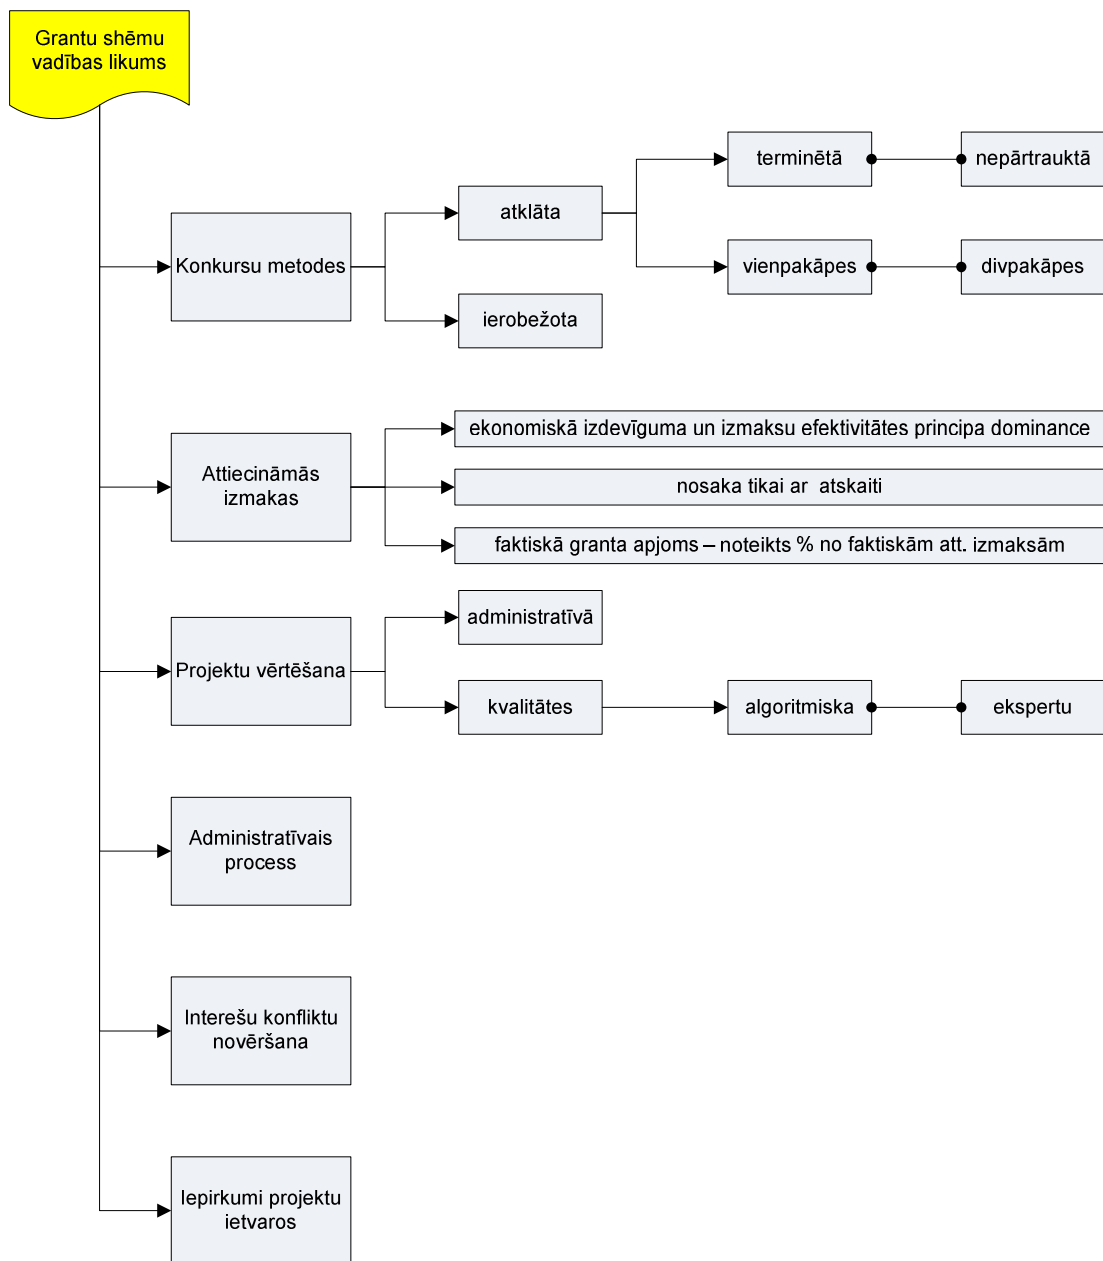 Grantu shēmu
vadības likums
terminētā
nepārtrauktā
atklāta
Konkursu metodes
vienpakāpes
divpakāpes
ierobežota
ekonomiskā izdevīguma un izmaksu efektivitātes principa dominance
Attiecināmās
izmakas
nosaka tikai ar atskaiti
faktiskā granta apjoms – noteikts % no faktiskām att. izmaksām
administratīvā
Projektu vērtēšana
kvalitātes
algoritmiska
ekspertu
Administratīvais
process
Interešu konfliktu
novēršana
Iepirkumi projektu
ietvaros